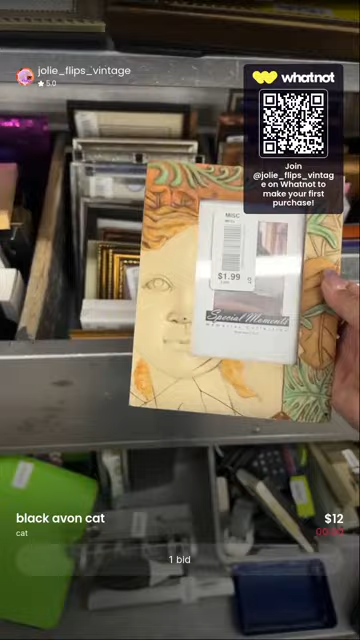 jolie_flips_vintage
★ 5.0
whatnot
Join
@jolie_flips_vintag
e on Whatnot to
make your first
purchase!
MISC
$1.99
Special Moments
black avon cat
cat
$12
1 bid